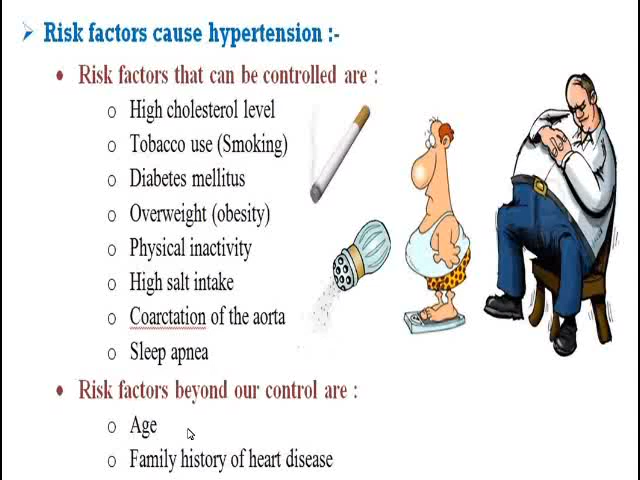 Risk factors cause hypertension :-
Risk factors that can be controlled are :
High cholesterol level
Tobacco use (Smoking)
Diabetes mellitus
Overweight (obesity)
Physical inactivity
High salt intake
Coarctation of the aorta
Sleep apnea
Risk factors beyond our control are :
Age
Family history of heart disease